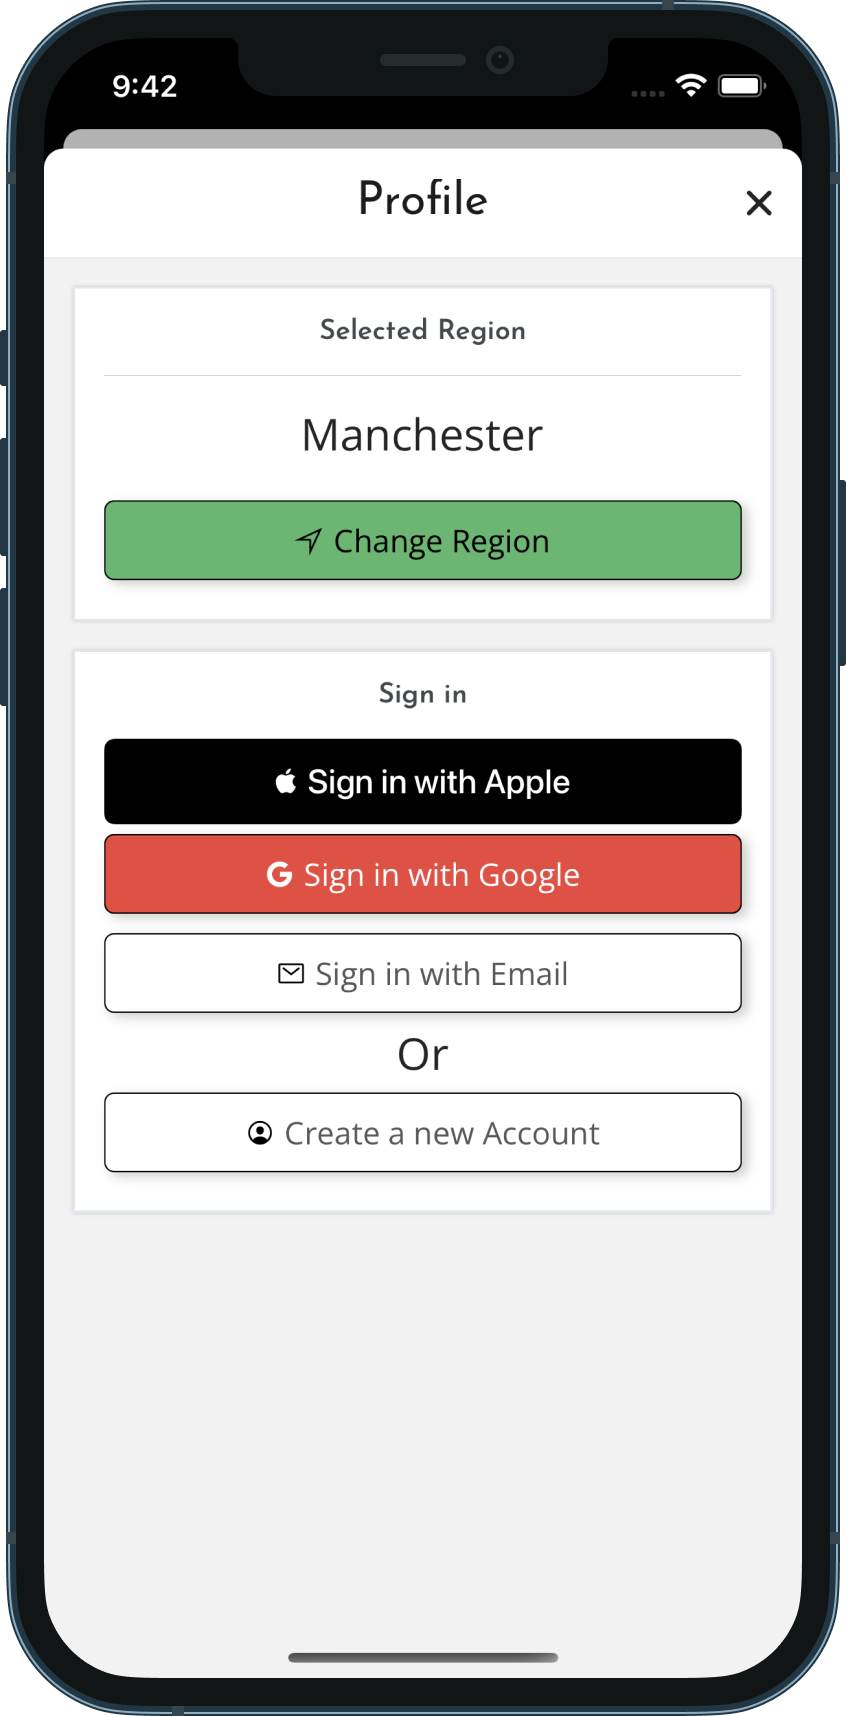 9:42
Profile
Selected Region
Manchester
Change Region
Sign in
Sign in with Apple
Sign in with Google
Sign in with Email
Or
Create a new Account